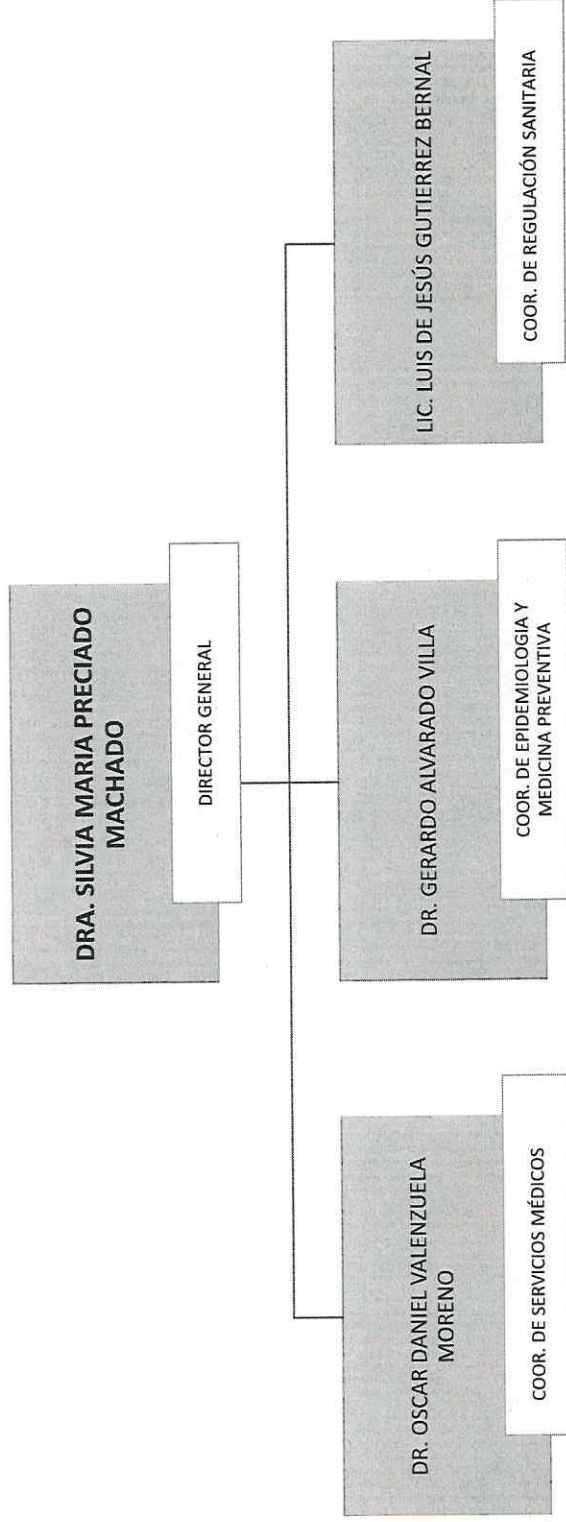 DRA. SILVIA MARIA PRECIADO
MACHADO
DIRECTOR GENERAL
DR. OSCAR DANIEL VALENZUELA
MORENO
COOR. DE SERVICIOS MÉDICOS
DR. GERARDO ALVARADO VILLA
COOR. DE EPIDEMIOLOGIA Y
MEDICINA PREVENTIVA
LIC. LUIS DE JESÚS GUTIERREZ BERNAL
COOR. DE REGULACIÓN SANITARIA